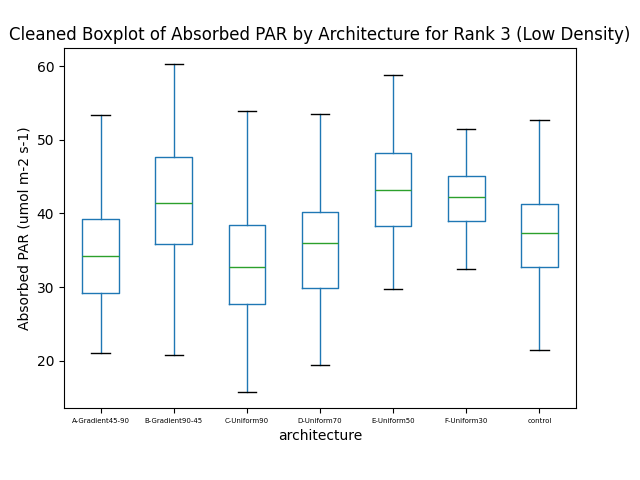 Cleaned Boxplot of Absorbed PAR by Architecture for Rank 3 (Low Density)
60
50
40
30
20
Absorbed PAR (umol m-2 s-1)
A-Gradient45-90 B-Gradient90-45 C-Uniform90 D-Uniform70 E-Uniform50 F-Uniform30 control
architecture